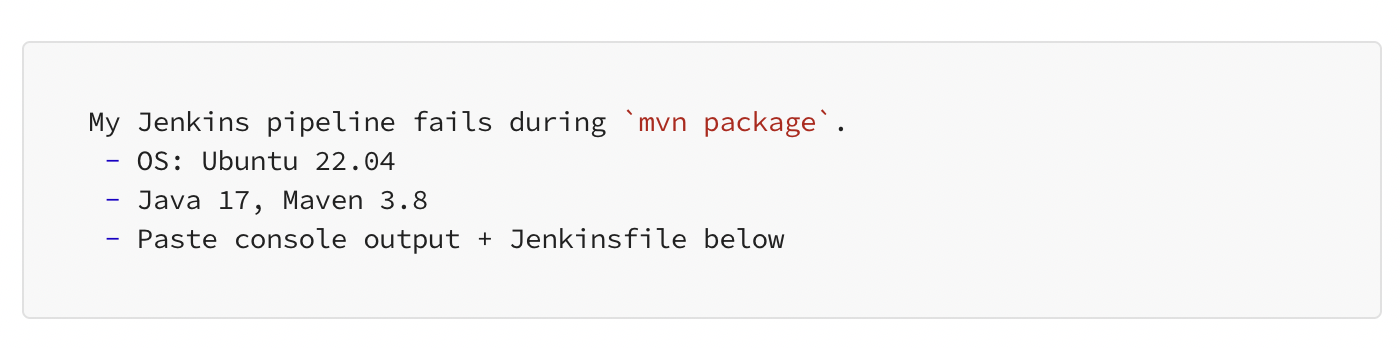 My Jenkins pipeline fails during `mvn package`.
- OS: Ubuntu 22.04
- Java 17, Maven 3.8
- Paste console output + Jenkinsfile below